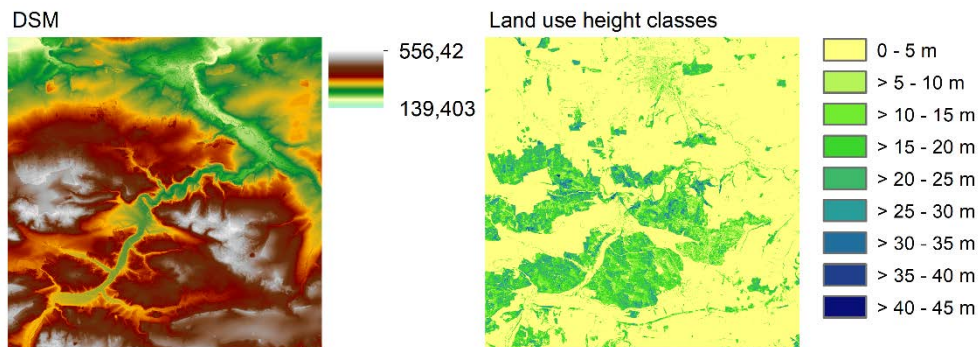 DSM
556,42
139,403
Land use height classes
0 - 5 m
> 5 - 10 m
> 10 - 15 m
> 15 - 20 m
> 20 - 25 m
> 25 - 30 m
> 30 - 35 m
> 35 - 40 m
> 40 - 45 m